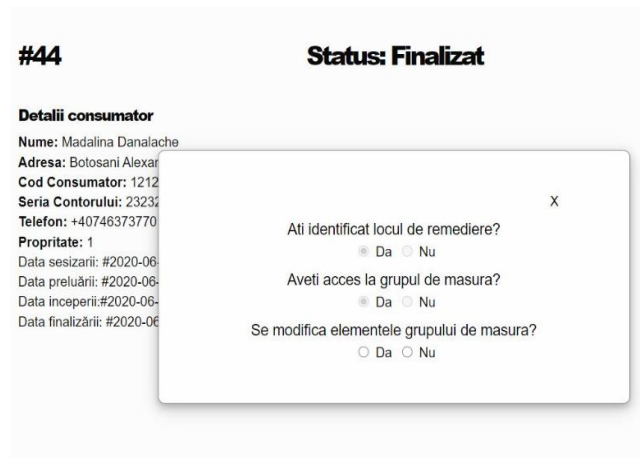 #44
Status: Finalizat
Detalii consumator
Nume: Madalina Danalache
Adresa: Botosani Alexar
Cod Consumator: 1212
Seria Contorului: 2323
Telefon: +40746373770
Propritate: 1
Data sesizarii: #2020-06-
Data preluării: #2020-06-
Data inceperii:#2020-06-
Data finalizării: #2020-06
X
Ati identificat locul de remediere?
Da Nu
Aveti acces la grupul de masura?
Da Nu
Se modifica elementele grupului de masura?
Da Nu